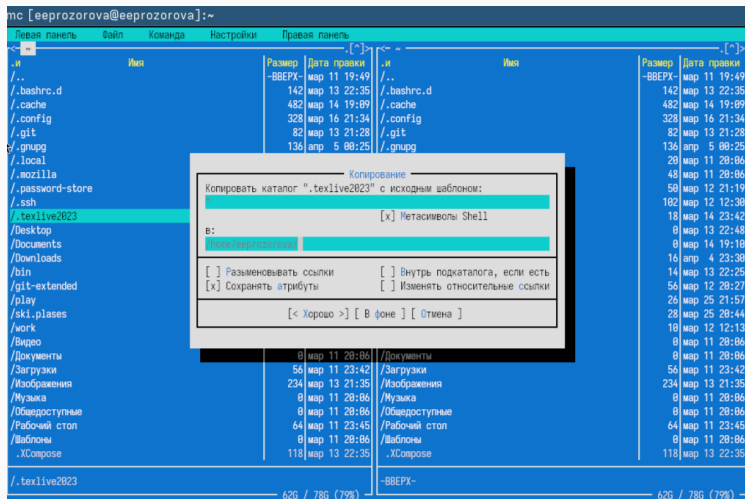 mc [eeprozorova@eeprozorova]:~
Левая панель Файл Команда Настройки Правая панель
<- ~ .[^]> <- ~ .[^]>
.и Имя Размер Дата правки .и Имя Размер Дата правки
/.. -ВВЕРХ- мар 11 19:49 /.. -ВВЕРХ- мар 11 19:49
/.bashrc.d 142 мар 13 22:35 /.bashrc.d 142 мар 13 22:35
/.cache 482 мар 14 19:09 /.cache 482 мар 14 19:09
/.config 328 мар 16 21:34 /.config 328 мар 16 21:34
/.git 82 мар 13 21:28 /.git 82 мар 13 21:28
/.gnupg 136 апр 5 00:25 /.gnupg 136 апр 5 00:25
/.local 20 мар 11 20:06
/.mozilla Копирование 48 мар 11 20:06
/.password-store Копировать каталог ".texlive2023" с исходным шаблоном: 50 мар 12 21:19
/.ssh * 102 мар 12 12:30
/.texlive2023 [x] Метасимволы Shell 18 мар 14 23:42
/Desktop в: 0 мар 13 22:48
/Documents /home/eeprozorova/ 0 мар 14 19:10
/Downloads 16 апр 4 23:30
/bin [ ] Разыменовывать ссылки [ ] Внутрь подкаталога, если есть 14 мар 13 22:25
/git-extended [x] Сохранять атрибуты [ ] Изменять относительные ссылки 56 мар 12 20:27
/play 26 мар 25 21:57
/ski.plases [< Хорошо >] [ В фоне ] [ Отмена ] 28 мар 25 20:44
/work 10 мар 12 12:13
/Видео 0 мар 11 20:06
/Документы 0 мар 11 20:06 /Документы 0 мар 11 20:06
/Загрузки 56 мар 11 23:42 /Загрузки 56 мар 11 23:42
/Изображения 234 мар 13 21:35 /Изображения 234 мар 13 21:35
/Музыка 0 мар 11 20:06 /Музыка 0 мар 11 20:06
/Общедоступные 0 мар 11 20:06 /Общедоступные 0 мар 11 20:06
/Рабочий стол 64 мар 11 23:45 /Рабочий стол 64 мар 11 23:45
/Шаблоны 0 мар 11 20:06 /Шаблоны 0 мар 11 20:06
.XCompose 118 мар 13 22:35 .XCompose 118 мар 13 22:35
/.texlive2023 -ВВЕРХ-
62G / 78G (79%) 62G / 78G (79%)